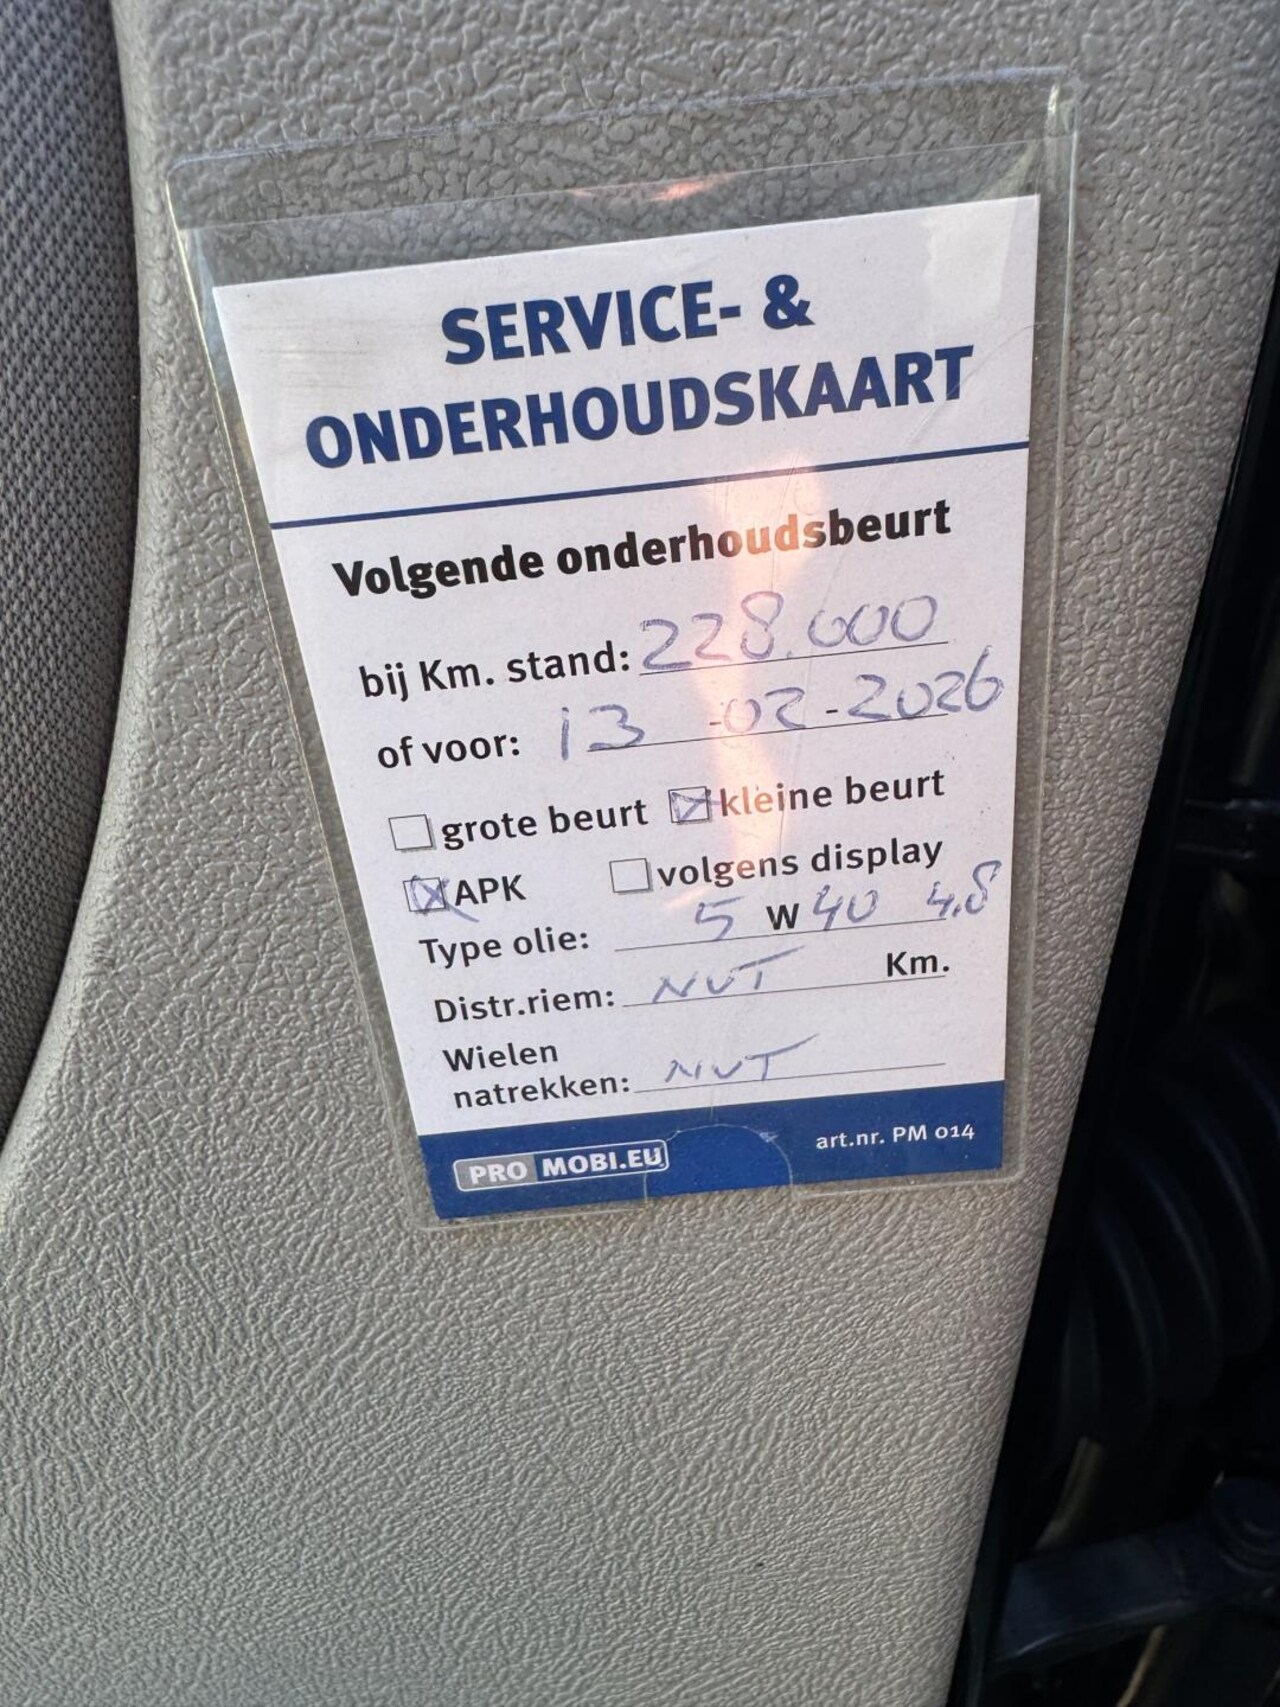 SERVICE- &
ONDERHOUDSKAART
Volgende onderhoudsbeurt
bij Km. stand: 228.000
of voor: 13 -02-2026
grote beurt kleine beurt
APK volgens display
Type olie: 5 W 40 4.8
Distr.riem: NVT Km.
Wielen
natrekken: NVT
PRO MOBI.EU art.nr. PM 014